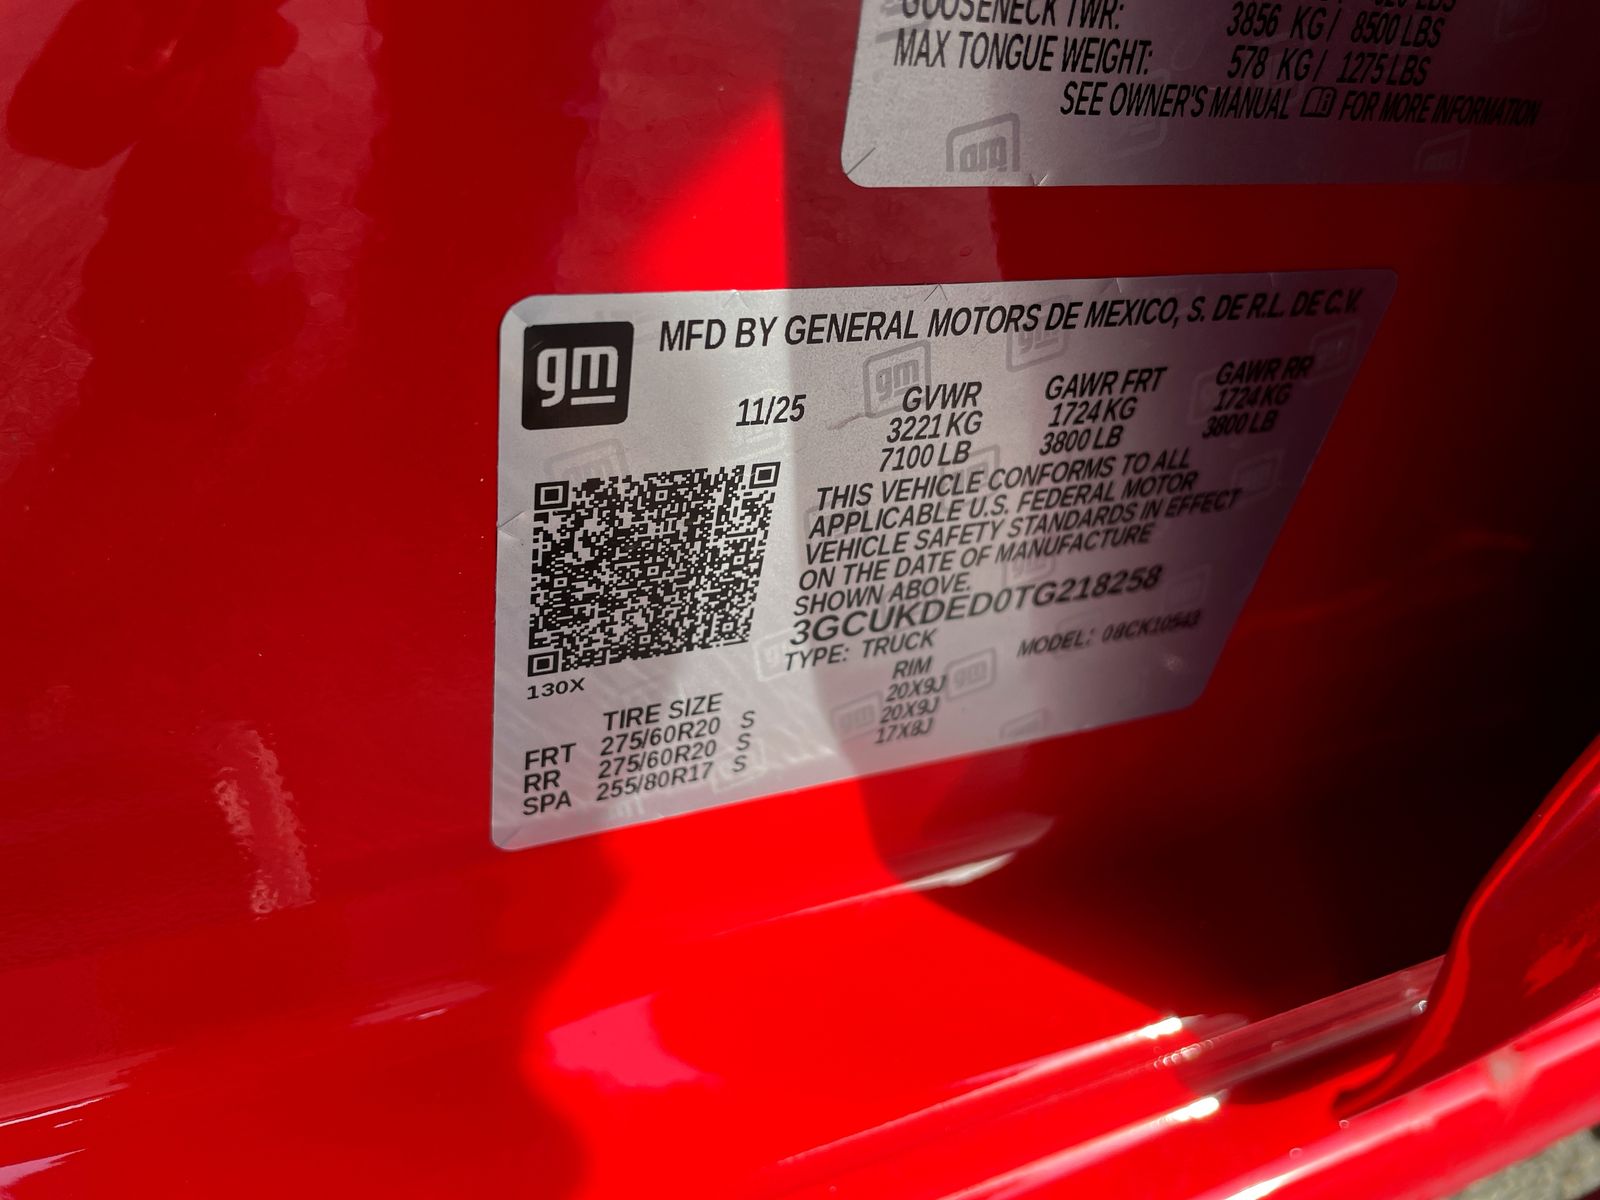 GOOSENECK TWR: 3856 KG / 8500 LBS
MAX TONGUE WEIGHT: 578 KG / 1275 LBS
SEE OWNER'S MANUAL FOR MORE INFORMATION
gm
gm MFD BY GENERAL MOTORS DE MEXICO, S. DE R.L. DE C.V.
11/25 GVWR GAWR FRT GAWR RR
3221 KG 1724 KG 1724 KG
7100 LB 3800 LB 3800 LB
THIS VEHICLE CONFORMS TO ALL
APPLICABLE U.S. FEDERAL MOTOR
VEHICLE SAFETY STANDARDS IN EFFECT
ON THE DATE OF MANUFACTURE
SHOWN ABOVE.
3GCUKDED0TG218258
TYPE: TRUCK MODEL: 08CK10543
130X
TIRE SIZE RIM
FRT 275/60R20 S 20X9J
RR 275/60R20 S 20X9J
SPA 255/80R17 S 17X8J